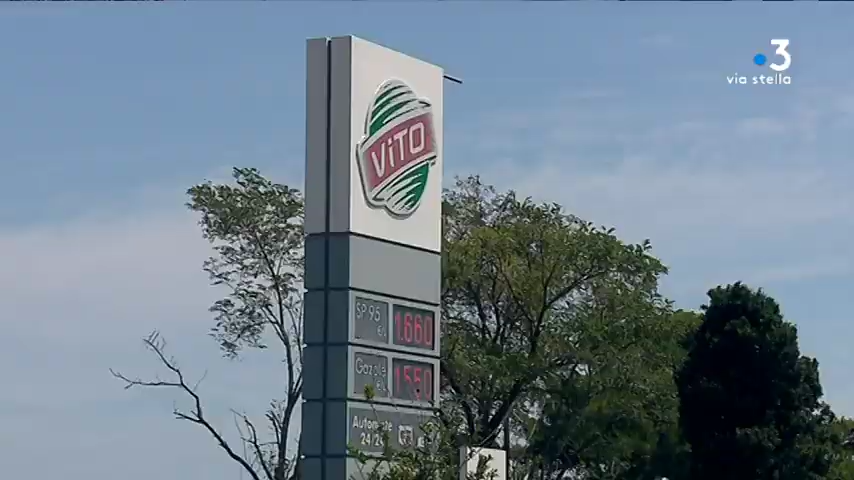 3
via stella
ViTO
SP 95
€/L
1.660
Gazole
€/L
1.550
Automate
24/24